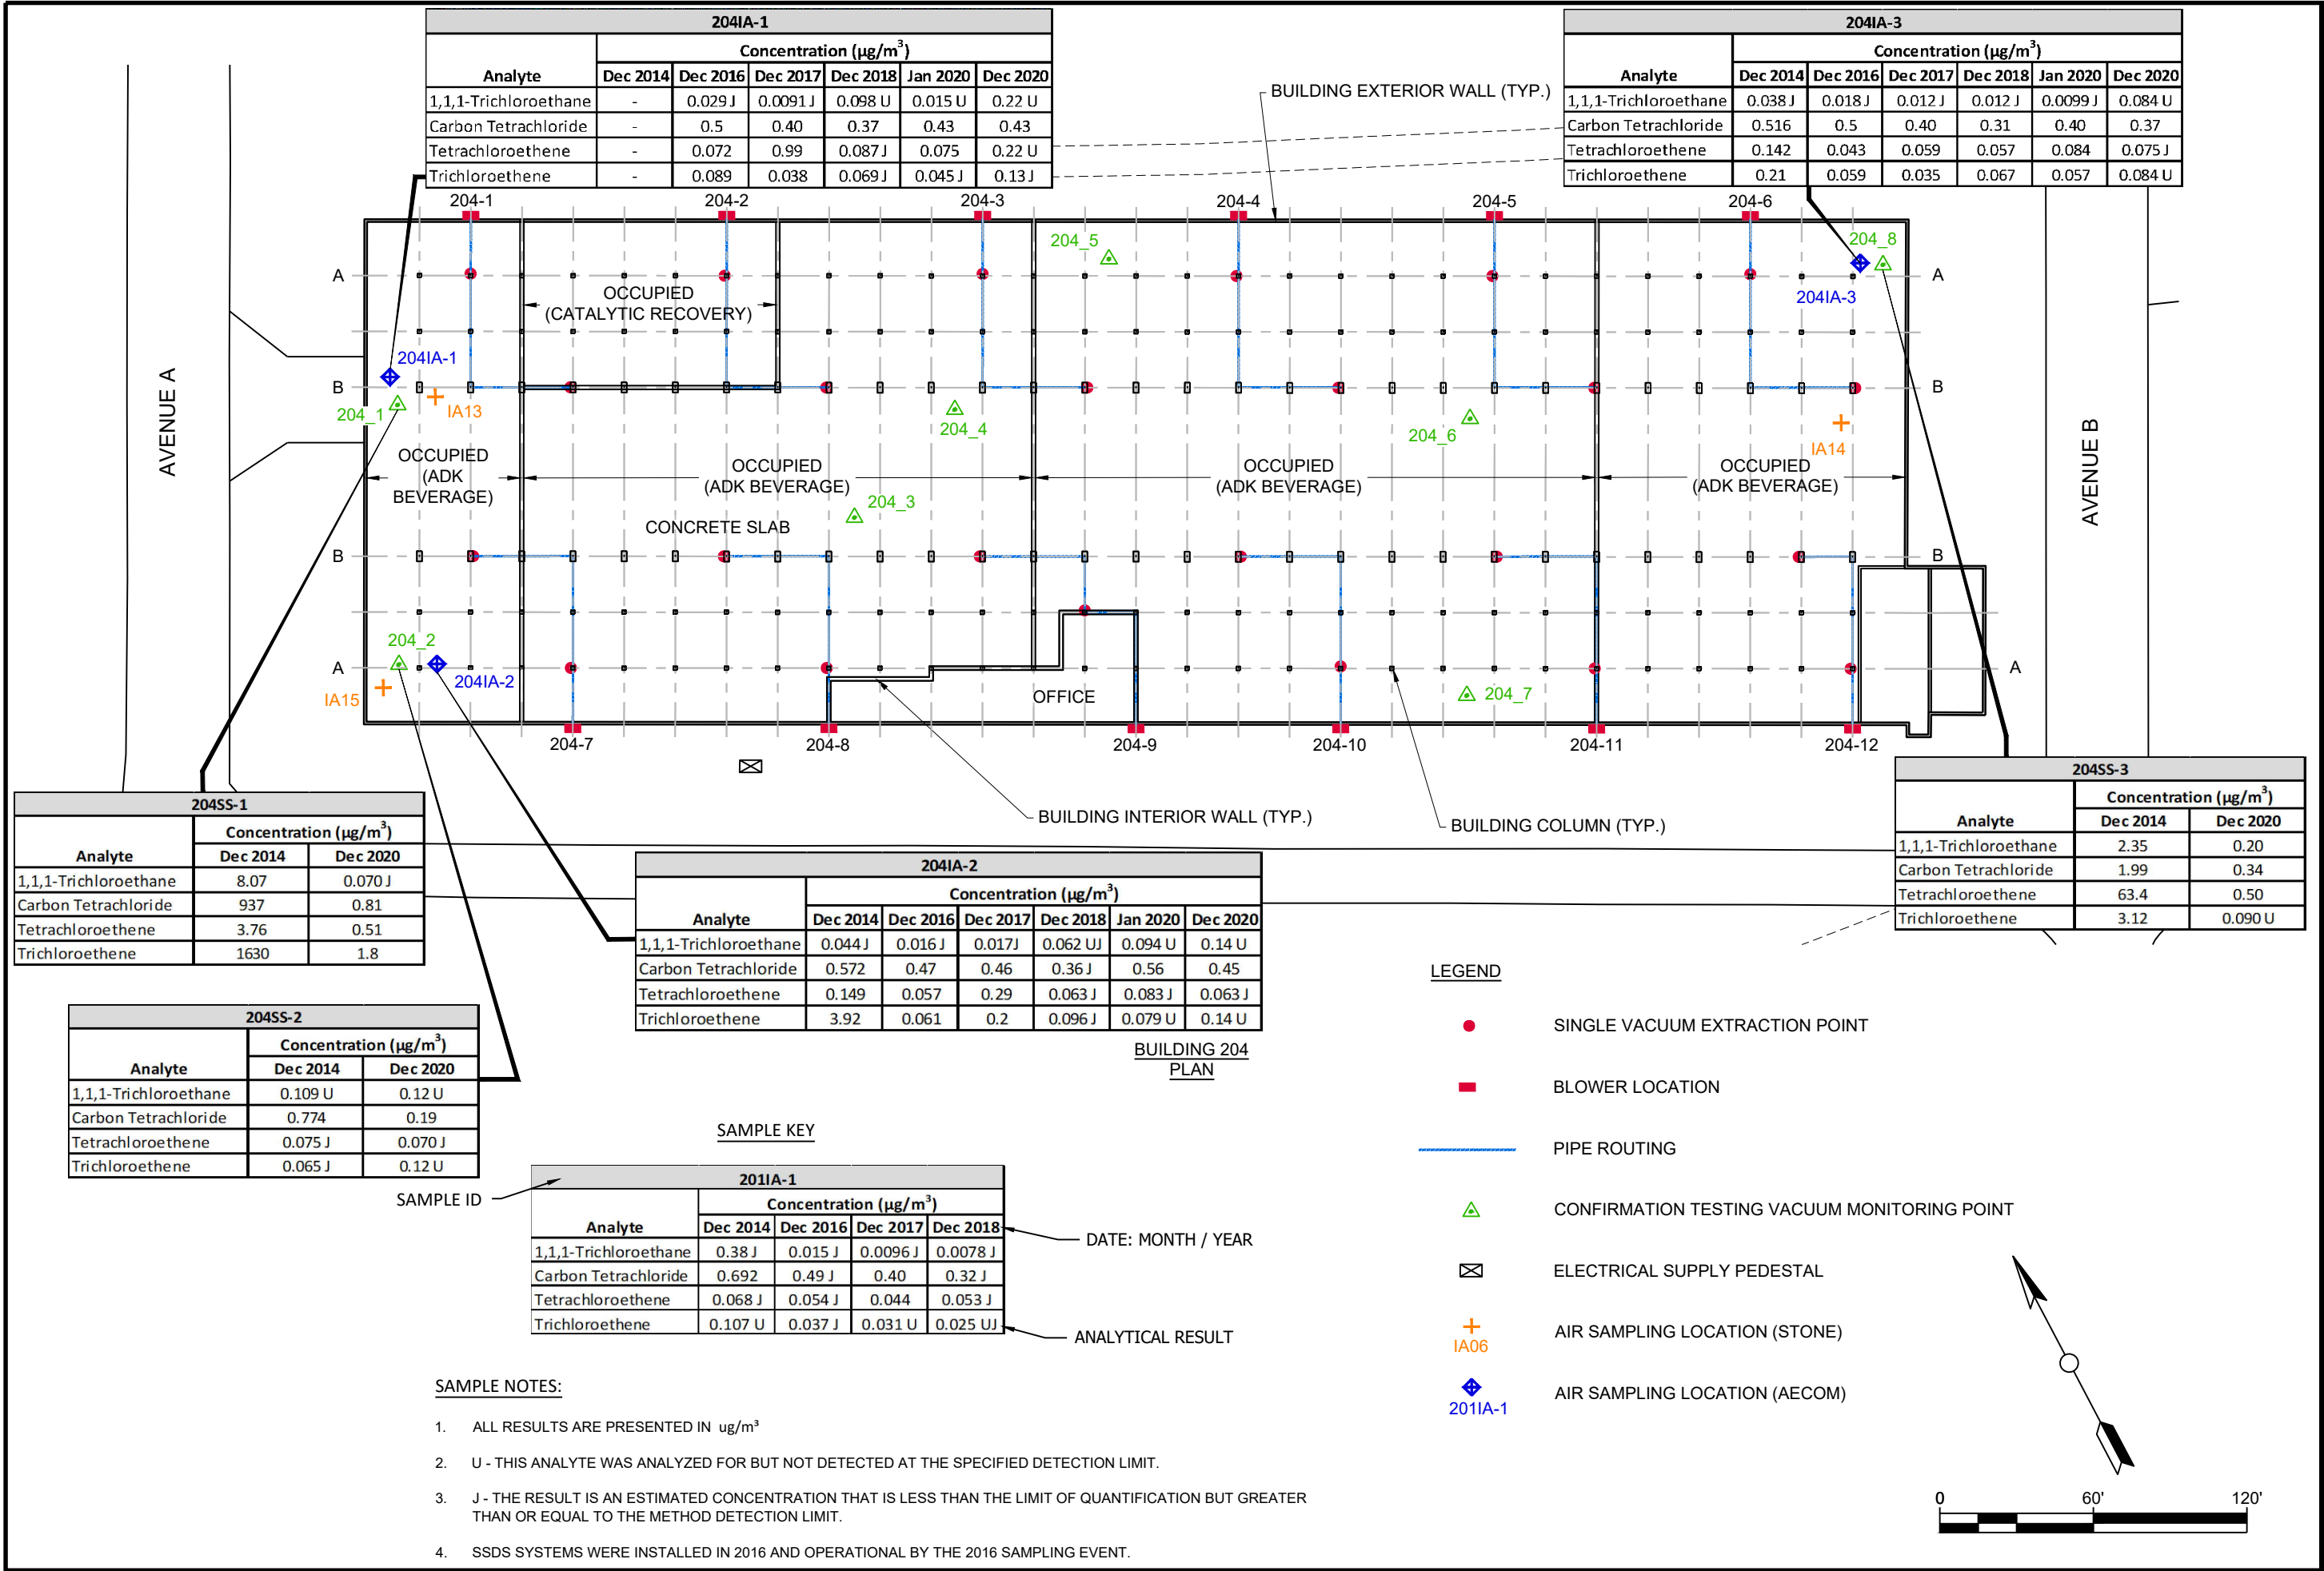 204IA-1
Concentration (µg/m³)
Analyte Dec 2014 Dec 2016 Dec 2017 Dec 2018 Jan 2020 Dec 2020
1,1,1-Trichloroethane - 0.029 J 0.0091 J 0.098 U 0.015 U 0.22 U
Carbon Tetrachloride - 0.5 0.40 0.37 0.43 0.43
Tetrachloroethene - 0.072 0.99 0.087 J 0.075 0.22 U
Trichloroethene - 0.089 0.038 0.069 J 0.045 J 0.13 J
BUILDING EXTERIOR WALL (TYP.)
204IA-3
Concentration (µg/m³)
Analyte Dec 2014 Dec 2016 Dec 2017 Dec 2018 Jan 2020 Dec 2020
1,1,1-Trichloroethane 0.038 J 0.018 J 0.012 J 0.012 J 0.0099 J 0.084 U
Carbon Tetrachloride 0.516 0.5 0.40 0.31 0.40 0.37
Tetrachloroethene 0.142 0.043 0.059 0.057 0.084 0.075 J
Trichloroethene 0.21 0.059 0.035 0.067 0.057 0.084 U
204-1 204-2 204-3 204-4 204-5 204-6
204_5 204_8
A A
OCCUPIED
(CATALYTIC RECOVERY)
204IA-3
204IA-1
B B
204_1 IA13
204_4
204_6
IA14
AVENUE A
AVENUE B
OCCUPIED
(ADK
BEVERAGE)
OCCUPIED
(ADK BEVERAGE)
OCCUPIED
(ADK BEVERAGE)
OCCUPIED
(ADK BEVERAGE)
204_3
CONCRETE SLAB
B B
204_2
A A
204IA-2
IA15
OFFICE
204_7
204-7 204-8 204-9 204-10 204-11 204-12
BUILDING INTERIOR WALL (TYP.)
BUILDING COLUMN (TYP.)
204SS-1
Concentration (µg/m³)
Analyte Dec 2014 Dec 2020
1,1,1-Trichloroethane 8.07 0.070 J
Carbon Tetrachloride 937 0.81
Tetrachloroethene 3.76 0.51
Trichloroethene 1630 1.8
204IA-2
Concentration (µg/m³)
Analyte Dec 2014 Dec 2016 Dec 2017 Dec 2018 Jan 2020 Dec 2020
1,1,1-Trichloroethane 0.044 J 0.016 J 0.017J 0.062 UJ 0.094 U 0.14 U
Carbon Tetrachloride 0.572 0.47 0.46 0.36 J 0.56 0.45
Tetrachloroethene 0.149 0.057 0.29 0.063 J 0.083 J 0.063 J
Trichloroethene 3.92 0.061 0.2 0.096 J 0.079 U 0.14 U
204SS-3
Concentration (µg/m³)
Analyte Dec 2014 Dec 2020
1,1,1-Trichloroethane 2.35 0.20
Carbon Tetrachloride 1.99 0.34
Tetrachloroethene 63.4 0.50
Trichloroethene 3.12 0.090 U
204SS-2
Concentration (µg/m³)
Analyte Dec 2014 Dec 2020
1,1,1-Trichloroethane 0.109 U 0.12 U
Carbon Tetrachloride 0.774 0.19
Tetrachloroethene 0.075 J 0.070 J
Trichloroethene 0.065 J 0.12 U
BUILDING 204
PLAN
SAMPLE KEY
SAMPLE ID
201IA-1
Concentration (µg/m³)
Analyte Dec 2014 Dec 2016 Dec 2017 Dec 2018
1,1,1-Trichloroethane 0.38 J 0.015 J 0.0096 J 0.0078 J
Carbon Tetrachloride 0.692 0.49 J 0.40 0.32 J
Tetrachloroethene 0.068 J 0.054 J 0.044 0.053 J
Trichloroethene 0.107 U 0.037 J 0.031 U 0.025 UJ
DATE: MONTH / YEAR
ANALYTICAL RESULT
LEGEND
SINGLE VACUUM EXTRACTION POINT
BLOWER LOCATION
PIPE ROUTING
CONFIRMATION TESTING VACUUM MONITORING POINT
ELECTRICAL SUPPLY PEDESTAL
AIR SAMPLING LOCATION (STONE)
IA06
AIR SAMPLING LOCATION (AECOM)
201IA-1
SAMPLE NOTES:
1. ALL RESULTS ARE PRESENTED IN ug/m³
2. U - THIS ANALYTE WAS ANALYZED FOR BUT NOT DETECTED AT THE SPECIFIED DETECTION LIMIT.
3. J - THE RESULT IS AN ESTIMATED CONCENTRATION THAT IS LESS THAN THE LIMIT OF QUANTIFICATION BUT GREATER
THAN OR EQUAL TO THE METHOD DETECTION LIMIT.
4. SSDS SYSTEMS WERE INSTALLED IN 2016 AND OPERATIONAL BY THE 2016 SAMPLING EVENT.
0 60' 120'